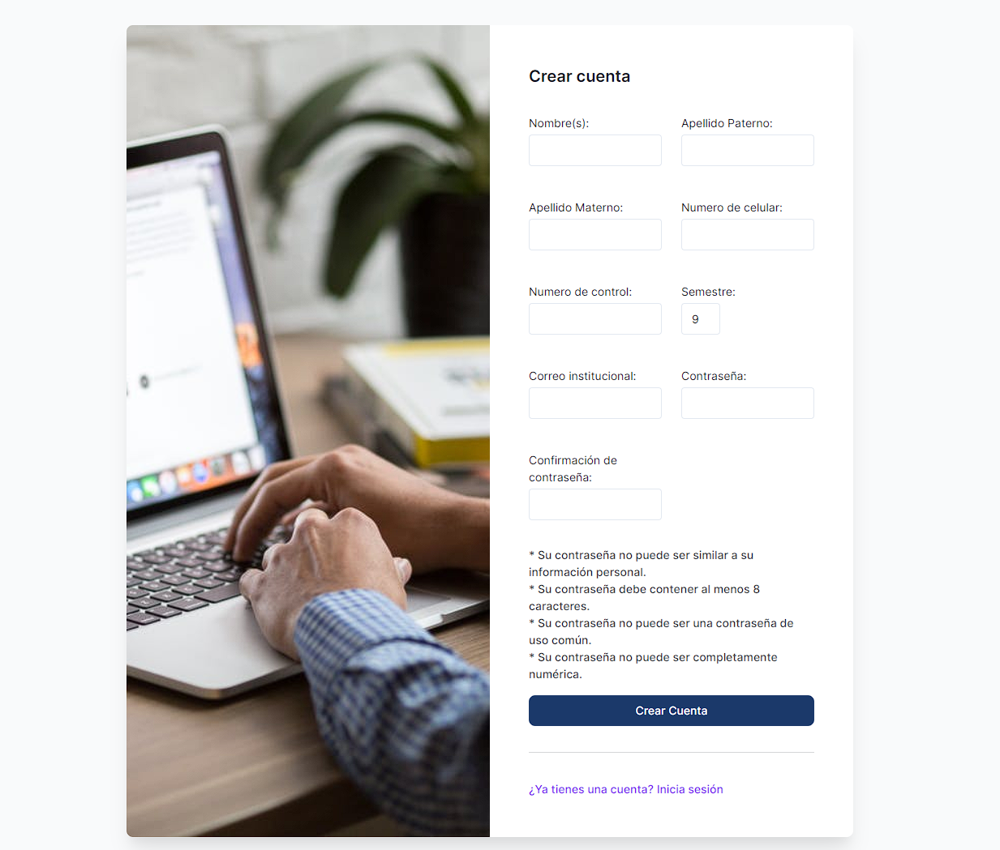 Crear cuenta
Nombre(s):
Apellido Paterno:
Apellido Materno:
Numero de celular:
Numero de control:
Semestre:
9
Correo institucional:
Contraseña:
Confirmación de
contraseña:
* Su contraseña no puede ser similar a su
información personal.
* Su contraseña debe contener al menos 8
caracteres.
* Su contraseña no puede ser una contraseña de
uso común.
* Su contraseña no puede ser completamente
numérica.
Crear Cuenta
¿Ya tienes una cuenta? Inicia sesión